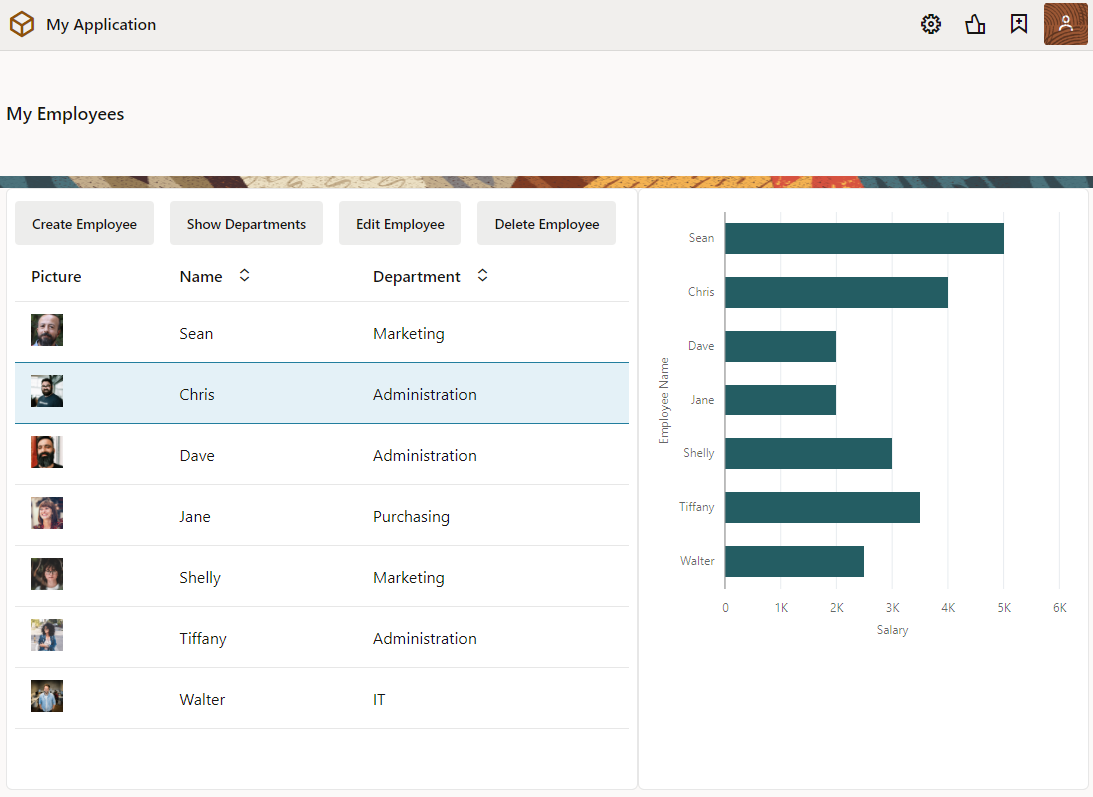 My Application
My Employees
Create Employee
Show Departments
Edit Employee
Delete Employee
Picture Name Department
Sean Marketing
Chris Administration
Dave Administration
Jane Purchasing
Shelly Marketing
Tiffany Administration
Walter IT
Employee Name
Sean
Chris
Dave
Jane
Shelly
Tiffany
Walter
0 1K 2K 3K 4K 5K 6K
Salary